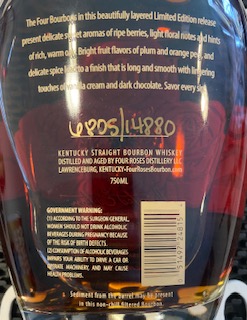 The Four Bourbons in this beautifully layered Limited Edition release
present delicate sweet aromas of ripe berries, light floral notes and hints
of rich, warm oak. Bright fruit flavors of plum and orange peel, and
delicate spice lead to a finish that is long and smooth with lingering
touches of vanilla cream and dark chocolate. Savor every sip.
6805/14880
KENTUCKY STRAIGHT BOURBON WHISKEY
DISTILLED AND AGED BY FOUR ROSES DISTILLERY LLC
LAWRENCEBURG, KENTUCKY•FourRosesBourbon.com
750ML
GOVERNMENT WARNING:
(1) ACCORDING TO THE SURGEON GENERAL,
WOMEN SHOULD NOT DRINK ALCOHOLIC
BEVERAGES DURING PREGNANCY BECAUSE
OF THE RISK OF BIRTH DEFECTS.
(2) CONSUMPTION OF ALCOHOLIC BEVERAGES
IMPAIRS YOUR ABILITY TO DRIVE A CAR OR
OPERATE MACHINERY, AND MAY CAUSE
HEALTH PROBLEMS.
Sediment from the barrel may be present
in this non-chill filtered Bourbon.